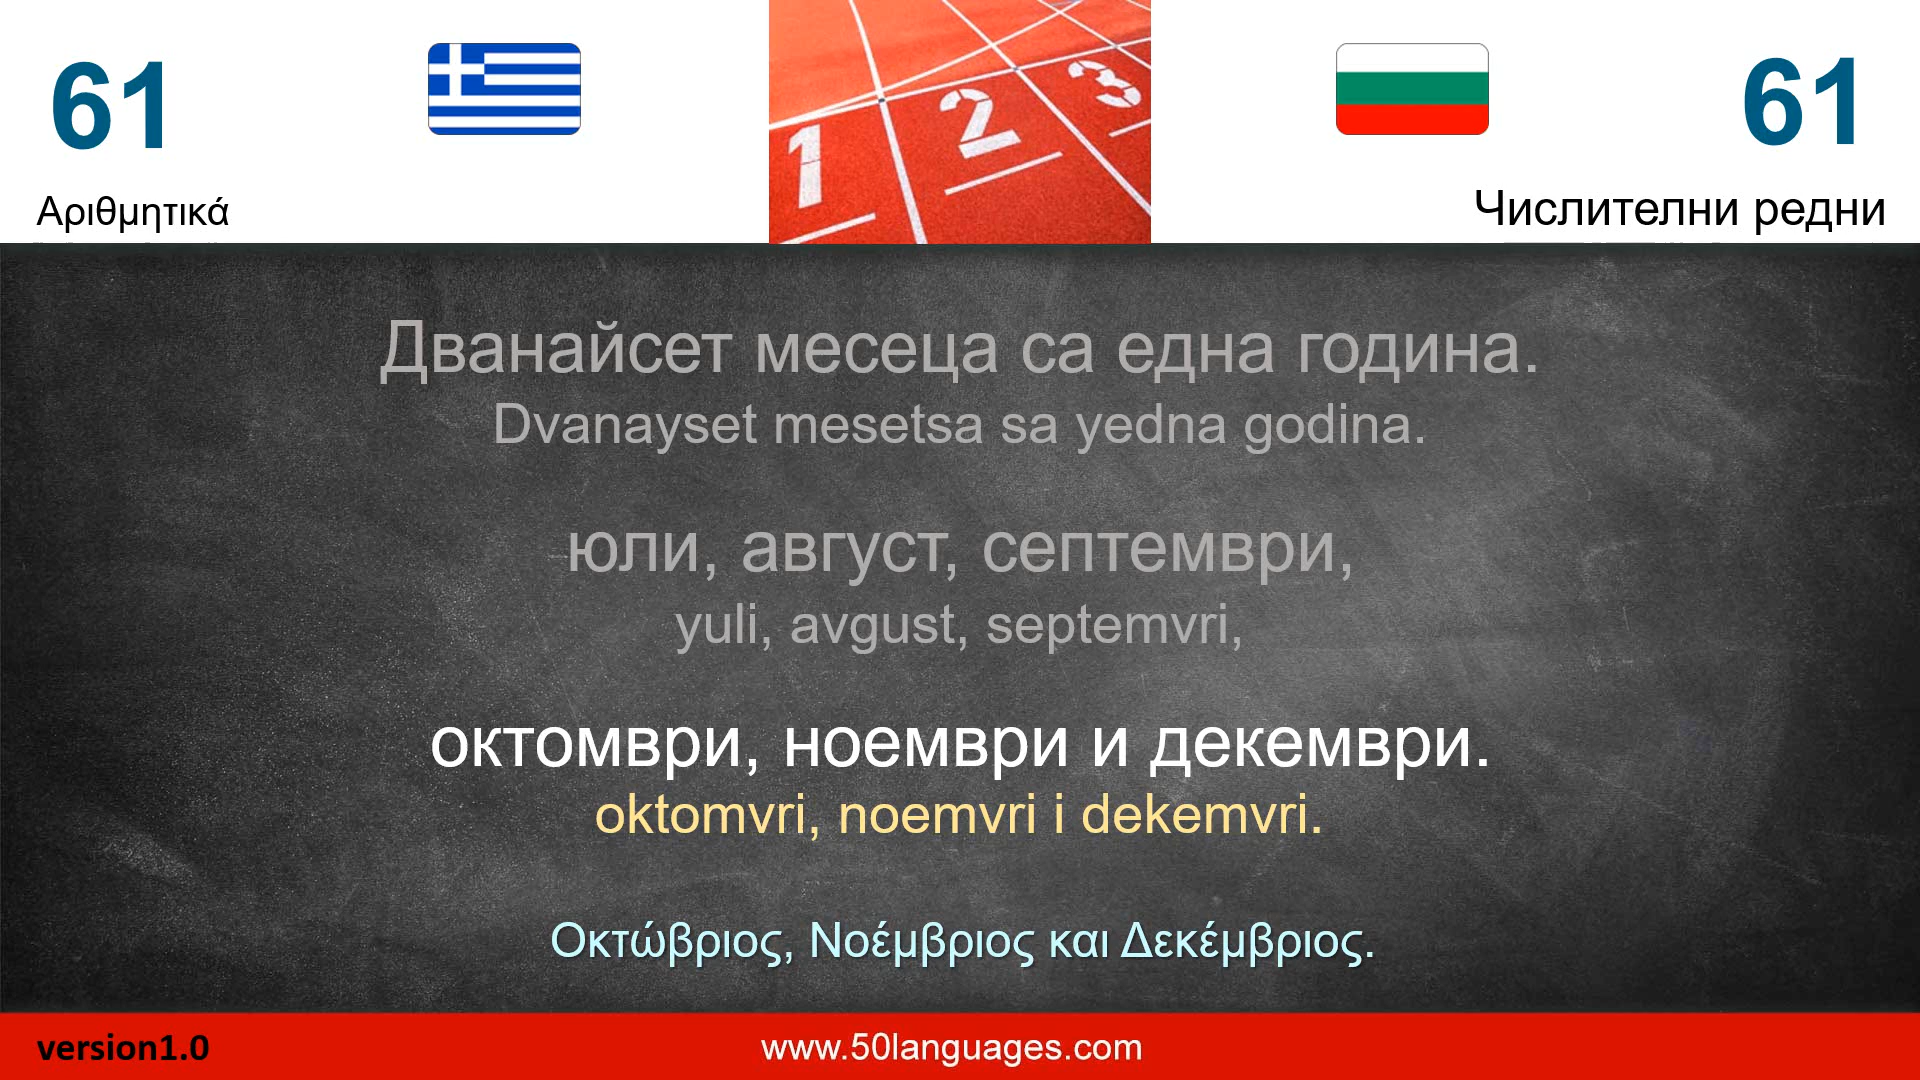 61
61
Αριθμητικά
Числителни редни
1 2 3
Дванайсет месеца са една година.
Dvanayset mesetsa sa yedna godina.
юли, август, септември,
yuli, avgust, septemvri,
октомври, ноември и декември.
oktomvri, noemvri i dekemvri.
Οκτώβριος, Νοέμβριος και Δεκέμβριος.
version1.0
www.50languages.com